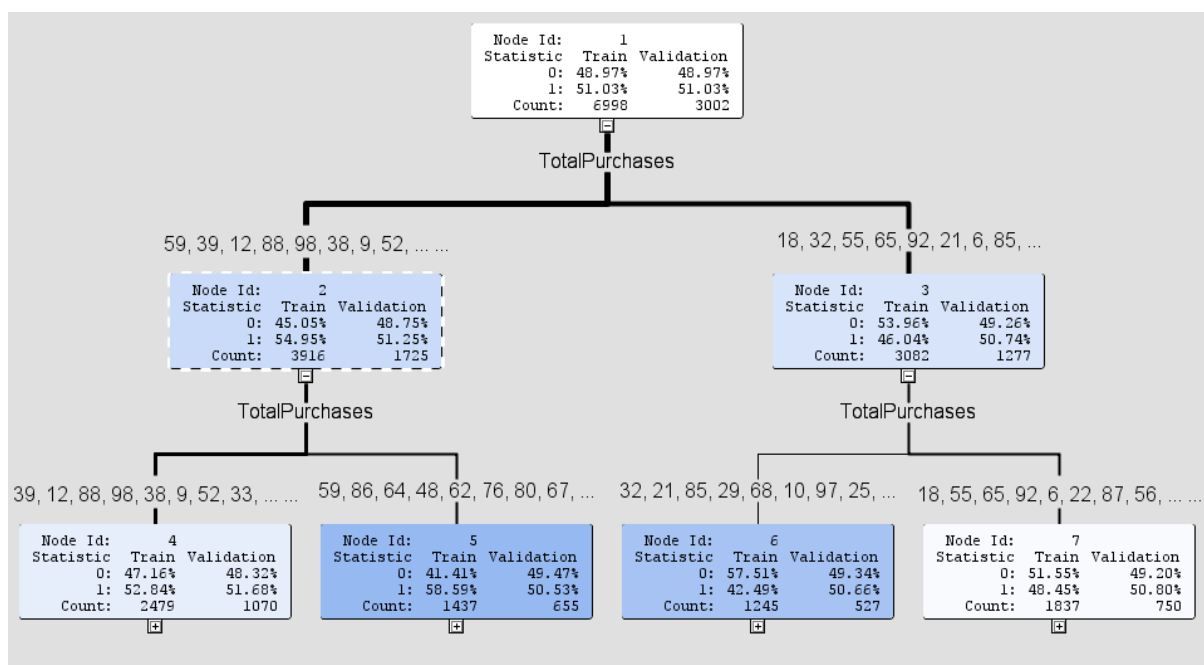 Node Id: 1
Statistic Train Validation
0: 48.97% 48.97%
1: 51.03% 51.03%
Count: 6998 3002
TotalPurchases
59, 39, 12, 88, 98, 38, 9, 52, ... ...
18, 32, 55, 65, 92, 21, 6, 85, ...
Node Id: 2
Statistic Train Validation
0: 45.05% 48.75%
1: 54.95% 51.25%
Count: 3916 1725
Node Id: 3
Statistic Train Validation
0: 53.96% 49.26%
1: 46.04% 50.74%
Count: 3082 1277
TotalPurchases
TotalPurchases
39, 12, 88, 98, 38, 9, 52, 33, ... ...
59, 86, 64, 48, 62, 76, 80, 67, ...
32, 21, 85, 29, 68, 10, 97, 25, ...
18, 55, 65, 92, 6, 22, 87, 56, ... ...
Node Id: 4
Statistic Train Validation
0: 47.16% 48.32%
1: 52.84% 51.68%
Count: 2479 1070
Node Id: 5
Statistic Train Validation
0: 41.41% 49.47%
1: 58.59% 50.53%
Count: 1437 655
Node Id: 6
Statistic Train Validation
0: 57.51% 49.34%
1: 42.49% 50.66%
Count: 1245 527
Node Id: 7
Statistic Train Validation
0: 51.55% 49.20%
1: 48.45% 50.80%
Count: 1837 750